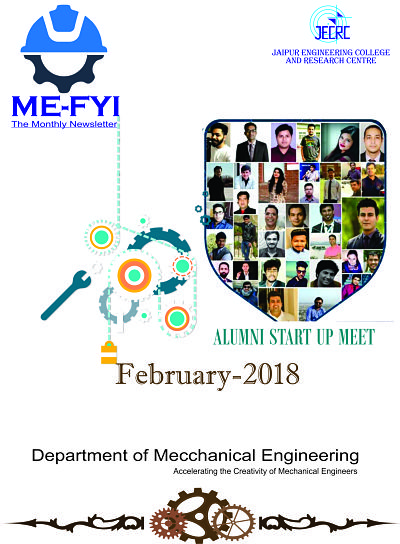 JECRC
JAIPUR ENGINEERING COLLEGE
AND RESEARCH CENTRE
ME-FYI
The Monthly Newsletter
ALUMNI START UP MEET
February-2018
Department of Mecchanical Engineering
Accelerating the Creativity of Mechanical Engineers